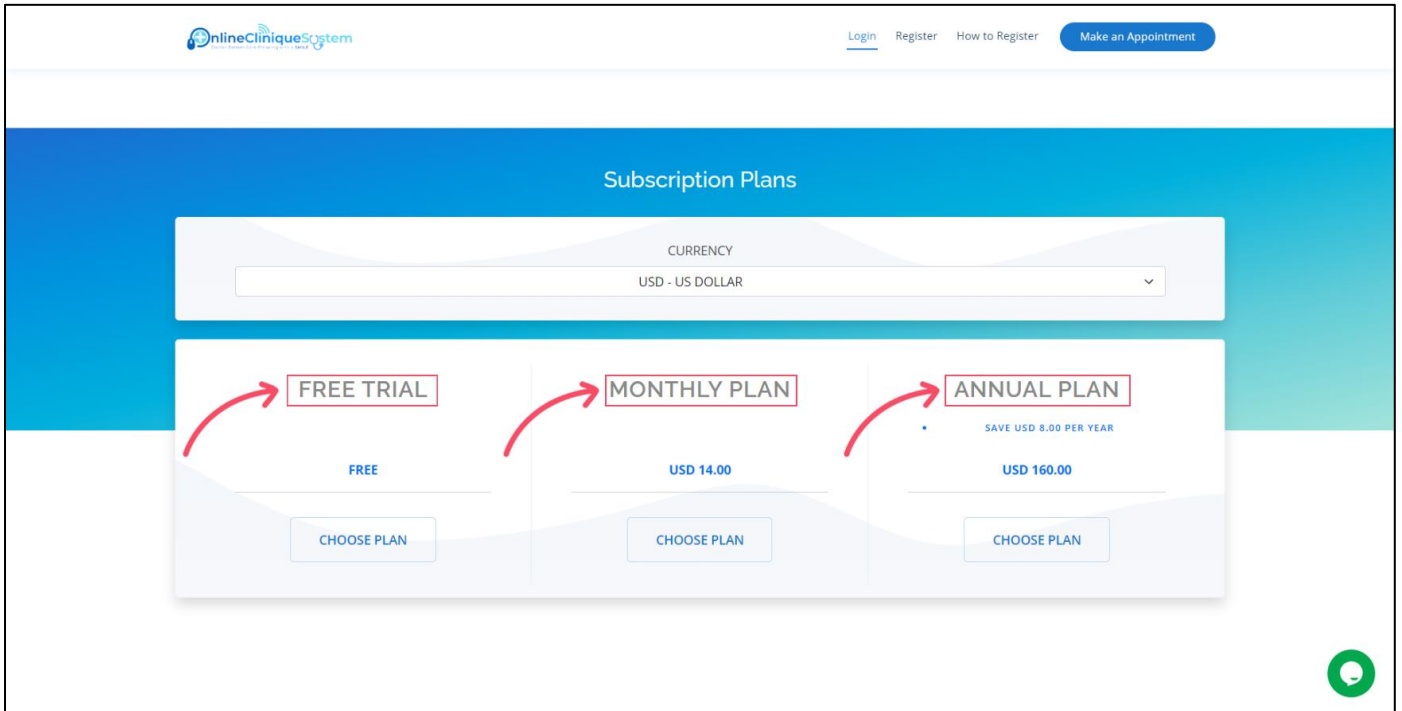 OnlineCliniqueSystem
Login Register How to Register Make an Appointment
Subscription Plans
CURRENCY
USD - US DOLLAR
FREE TRIAL MONTHLY PLAN ANNUAL PLAN
• SAVE USD 8.00 PER YEAR
FREE USD 14.00 USD 160.00
CHOOSE PLAN CHOOSE PLAN CHOOSE PLAN